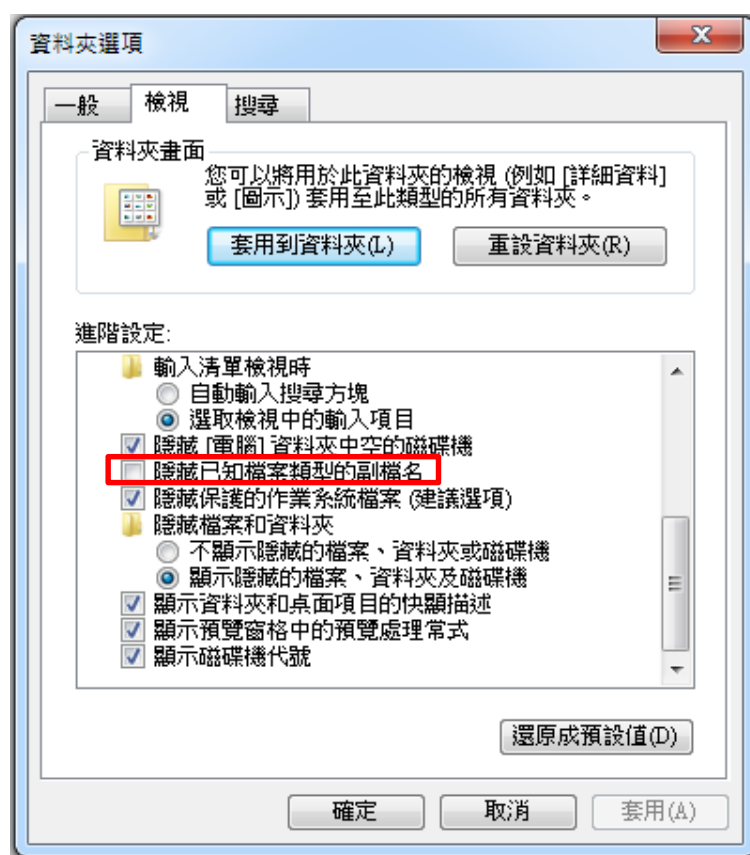 資料夾選項
一般 檢視 搜尋
資料夾畫面
您可以將用於此資料夾的檢視 (例如 [詳細資料]
或 [圖示]) 套用至此類型的所有資料夾。
套用到資料夾(L) 重設資料夾(R)
進階設定:
輸入清單檢視時
自動輸入搜尋方塊
選取檢視中的輸入項目
隱藏 [電腦] 資料夾中空的磁碟機
隱藏已知檔案類型的副檔名
隱藏保護的作業系統檔案 (建議選項)
隱藏檔案和資料夾
不顯示隱藏的檔案、資料夾或磁碟機
顯示隱藏的檔案、資料夾及磁碟機
顯示資料夾和桌面項目的快顯描述
顯示預覽窗格中的預覽處理常式
顯示磁碟機代號
還原成預設值(D)
確定 取消 套用(A)